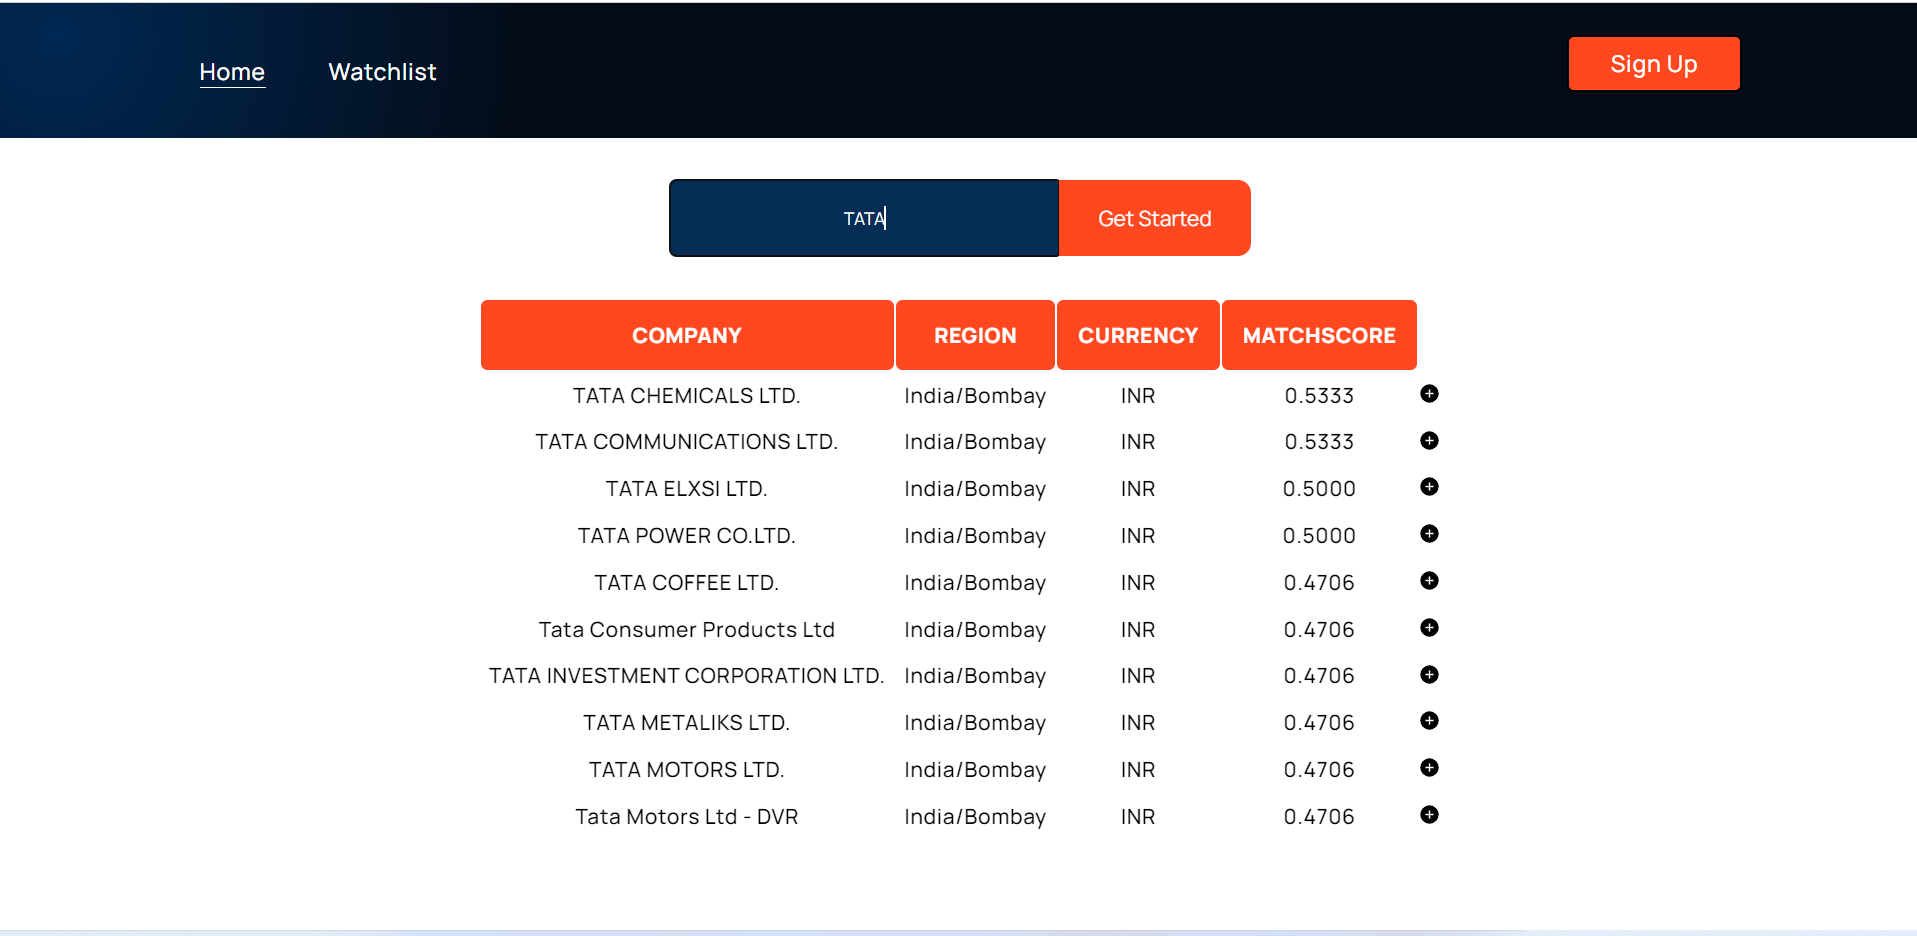 Home Watchlist Sign Up
TATA Get Started
COMPANY REGION CURRENCY MATCHSCORE
TATA CHEMICALS LTD. India/Bombay INR 0.5333
TATA COMMUNICATIONS LTD. India/Bombay INR 0.5333
TATA ELXSI LTD. India/Bombay INR 0.5000
TATA POWER CO.LTD. India/Bombay INR 0.5000
TATA COFFEE LTD. India/Bombay INR 0.4706
Tata Consumer Products Ltd India/Bombay INR 0.4706
TATA INVESTMENT CORPORATION LTD. India/Bombay INR 0.4706
TATA METALIKS LTD. India/Bombay INR 0.4706
TATA MOTORS LTD. India/Bombay INR 0.4706
Tata Motors Ltd - DVR India/Bombay INR 0.4706